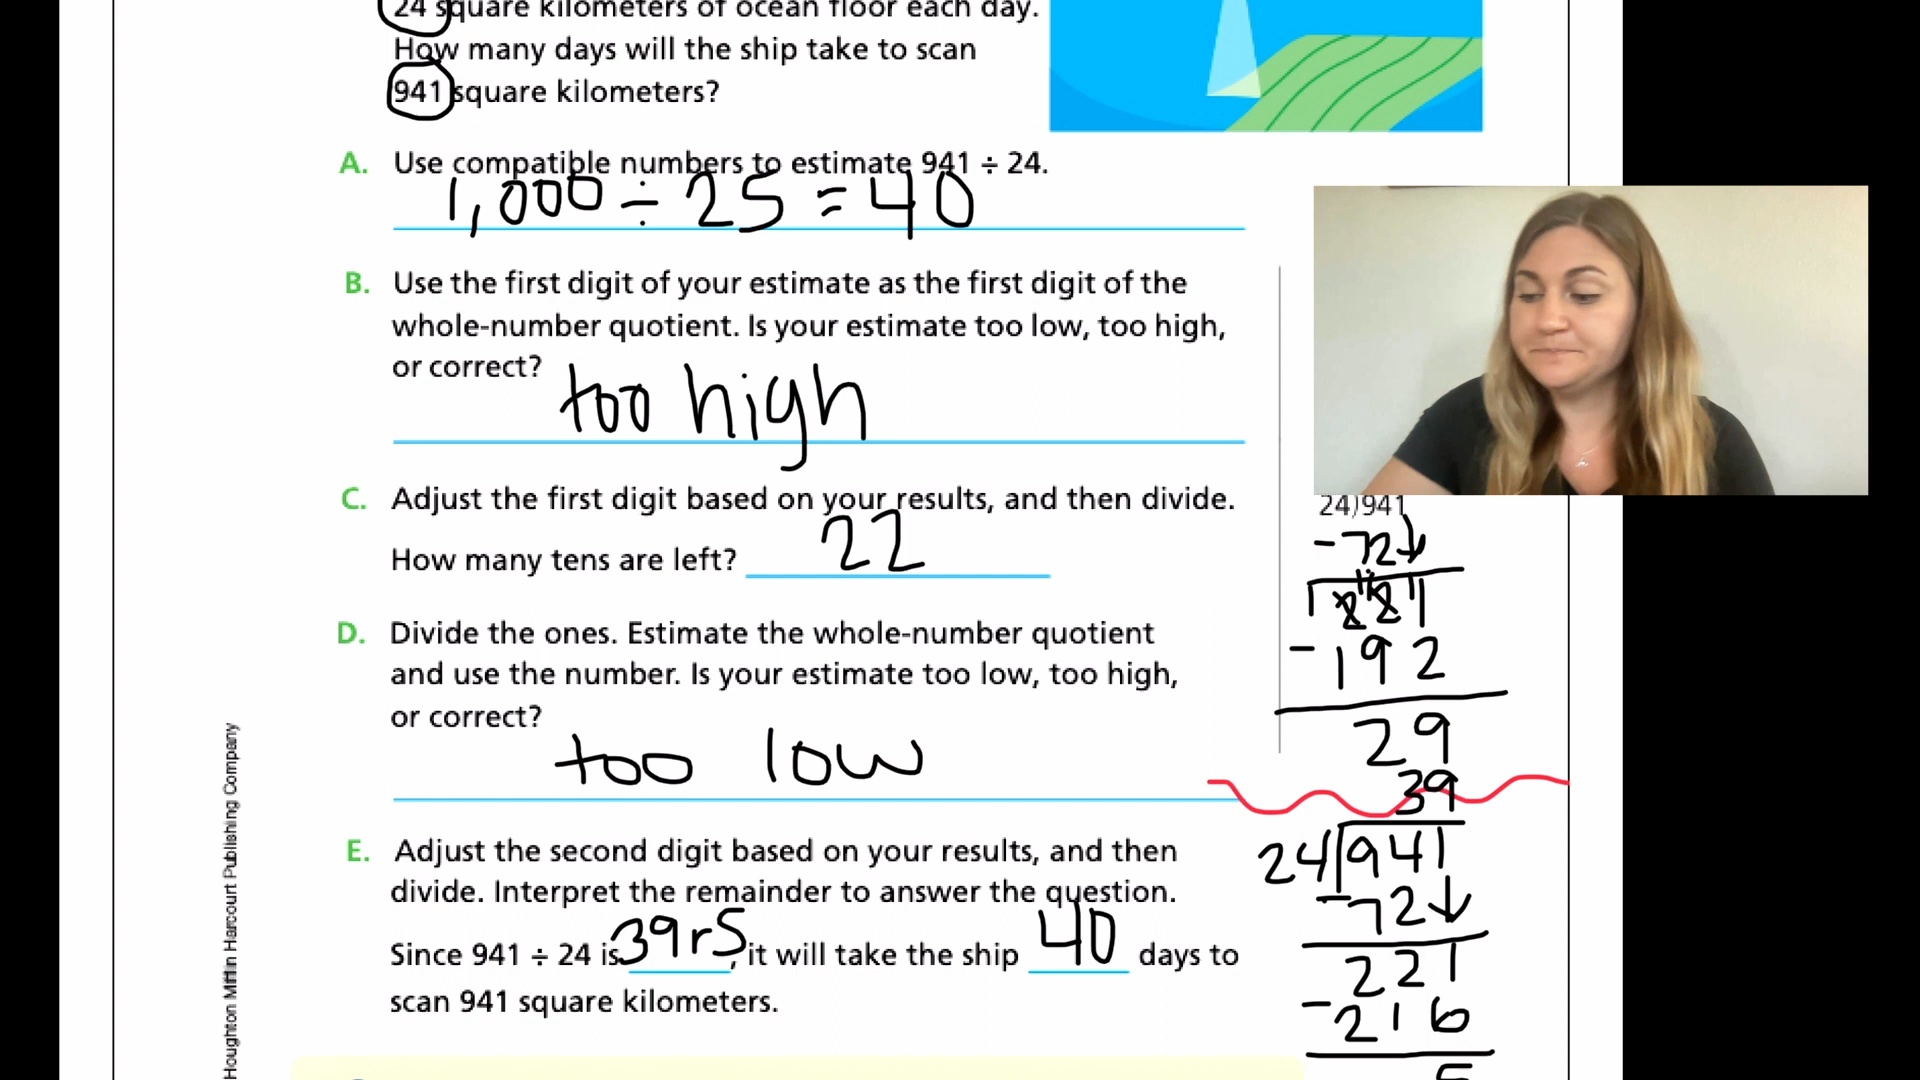 24 square kilometers of ocean floor each day.
How many days will the ship take to scan
941 square kilometers?
A. Use compatible numbers to estimate 941 ÷ 24.
1,000 ÷ 25 = 40
B. Use the first digit of your estimate as the first digit of the
whole-number quotient. Is your estimate too low, too high,
or correct?
too high
C. Adjust the first digit based on your results, and then divide.
How many tens are left? 22
D. Divide the ones. Estimate the whole-number quotient
and use the number. Is your estimate too low, too high,
or correct?
too low
E. Adjust the second digit based on your results, and then
divide. Interpret the remainder to answer the question.
Since 941 ÷ 24 is 39r5, it will take the ship 40 days to
scan 941 square kilometers.
24)941
-72↓
221
-192
29
39
24)941
-72↓
221
-216
5
Houghton Mifflin Harcourt Publishing Company